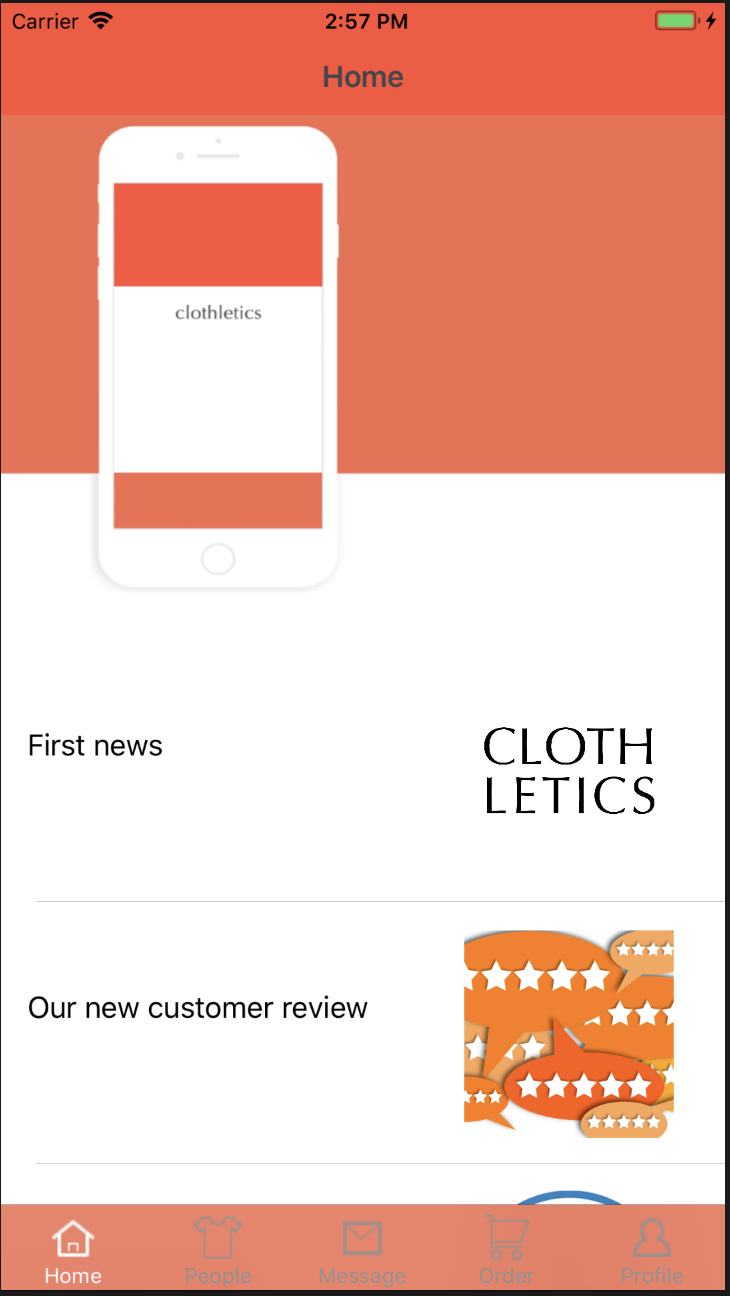 Carrier 2:57 PM
Home
clothletics
First news
CLOTH
LETICS
Our new customer review
Home People Message Order Profile